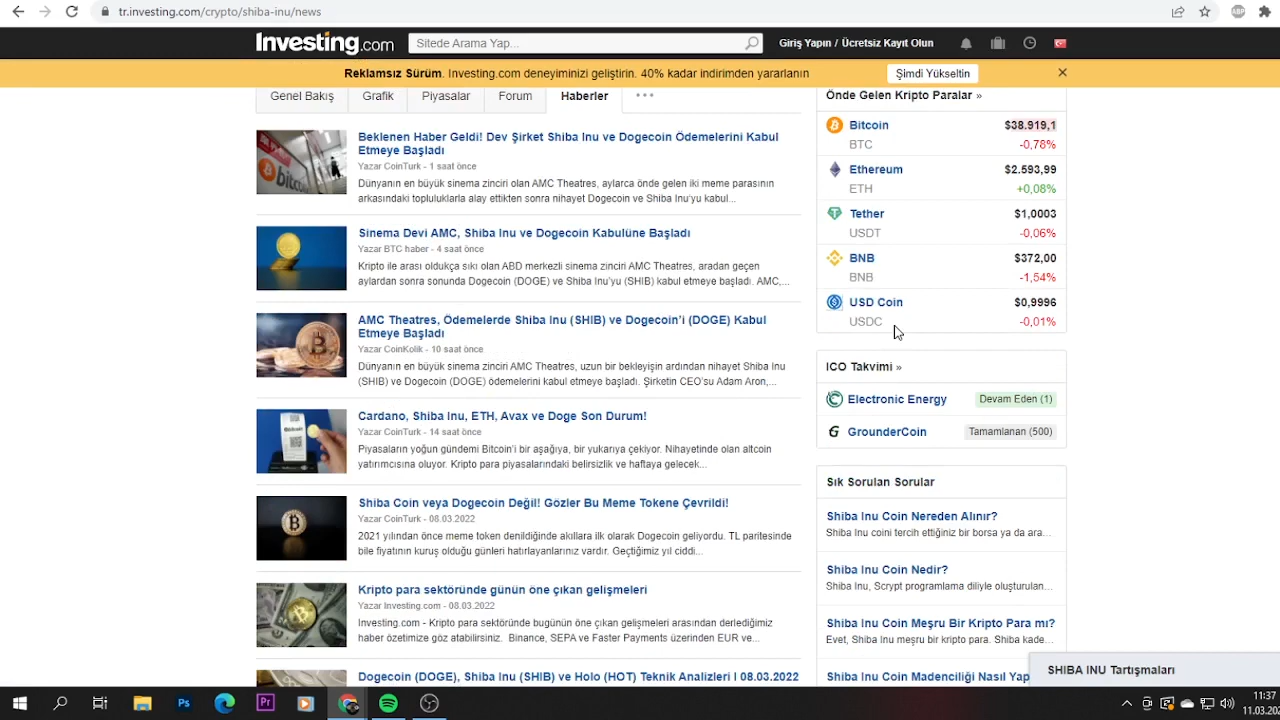 tr.investing.com/crypto/shiba-inu/news
ABP
Investing.com
Sitede Arama Yap...
Giriş Yapın / Ücretsiz Kayıt Olun
Reklamsız Sürüm. Investing.com deneyiminizi geliştirin. 40% kadar indirimden yararlanın
Şimdi Yükseltin
Genel Bakış
Grafik
Piyasalar
Forum
Haberler
Beklenen Haber Geldi! Dev Şirket Shiba Inu ve Dogecoin Ödemelerini Kabul
Etmeye Başladı
Yazar CoinTurk - 1 saat önce
Dünyanın en büyük sinema zinciri olan AMC Theatres, aylarca önde gelen iki meme parasının
arkasındaki topluluklarla alay ettikten sonra nihayet Dogecoin ve Shiba Inu'yu kabul...
Sinema Devi AMC, Shiba Inu ve Dogecoin Kabulüne Başladı
Yazar BTC haber - 4 saat önce
Kripto ile arası oldukça sıkı olan ABD merkezli sinema zinciri AMC Theatres, aradan geçen
aylardan sonra sonunda Dogecoin (DOGE) ve Shiba Inu'yu (SHIB) kabul etmeye başladı. AMC,...
AMC Theatres, Ödemelerde Shiba Inu (SHIB) ve Dogecoin'i (DOGE) Kabul
Etmeye Başladı
Yazar CoinKolik - 10 saat önce
Dünyanın en büyük sinema zinciri AMC Theatres, uzun bir bekleyişin ardından nihayet Shiba Inu
(SHIB) ve Dogecoin (DOGE) ödemelerini kabul etmeye başladı. Şirketin CEO'su Adam Aron,...
Cardano, Shiba Inu, ETH, Avax ve Doge Son Durum!
Yazar CoinTurk - 14 saat önce
Piyasaların yoğun gündemi Bitcoin'i bir aşağıya, bir yukarıya çekiyor. Nihayetinde olan altcoin
yatırımcısına oluyor. Kripto para piyasalarındaki belirsizlik ve haftaya gelecek...
Shiba Coin veya Dogecoin Değil! Gözler Bu Meme Tokene Çevrildi!
Yazar CoinTurk - 08.03.2022
2021 yılından önce meme token denildiğinde akıllara ilk olarak Dogecoin geliyordu. TL paritesinde
bile fiyatının kuruş olduğu günleri hatırlayanlarınız vardır. Geçtiğimiz yıl ciddi...
Kripto para sektöründe günün öne çıkan gelişmeleri
Yazar Investing.com - 08.03.2022
Investing.com - Kripto para sektöründe bugünün öne çıkan gelişmeleri arasından derlediğimiz
haber özetimize göz atabilirsiniz. Binance, SEPA ve Faster Payments üzerinden EUR ve...
Dogecoin (DOGE), Shiba Inu (SHIB) ve Holo (HOT) Teknik Analizleri I 08.03.2022
Önde Gelen Kripto Paralar »
Bitcoin $38.919,1
BTC -0,78%
Ethereum $2.593,99
ETH +0,08%
Tether $1,0003
USDT -0,06%
BNB $372,00
BNB -1,54%
USD Coin $0,9996
USDC -0,01%
ICO Takvimi »
Electronic Energy Devam Eden (1)
GrounderCoin Tamamlanan (500)
Sık Sorulan Sorular
Shiba Inu Coin Nereden Alınır?
Shiba Inu coini tercih ettiğiniz bir borsa ya da ara...
Shiba Inu Coin Nedir?
Shiba Inu, Scrypt programlama diliyle oluşturulan...
Shiba Inu Coin Meşru Bir Kripto Para mı?
Evet, Shiba Inu meşru bir kripto para. Shiba kade...
Shiba Inu Coin Madenciliği Nasıl Yap
SHIBA INU Tartışmaları
Ps
Pr
11:37
11.03.202